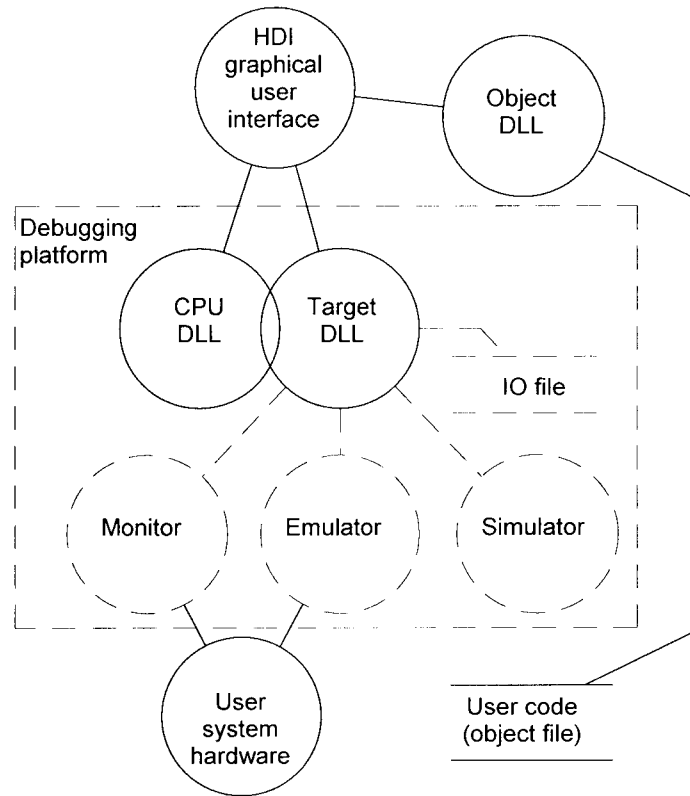 HDI
graphical
user
interface
Object
DLL
Debugging
platform
CPU
DLL
Target
DLL
IO file
Monitor
Emulator
Simulator
User
system
hardware
User code
(object file)